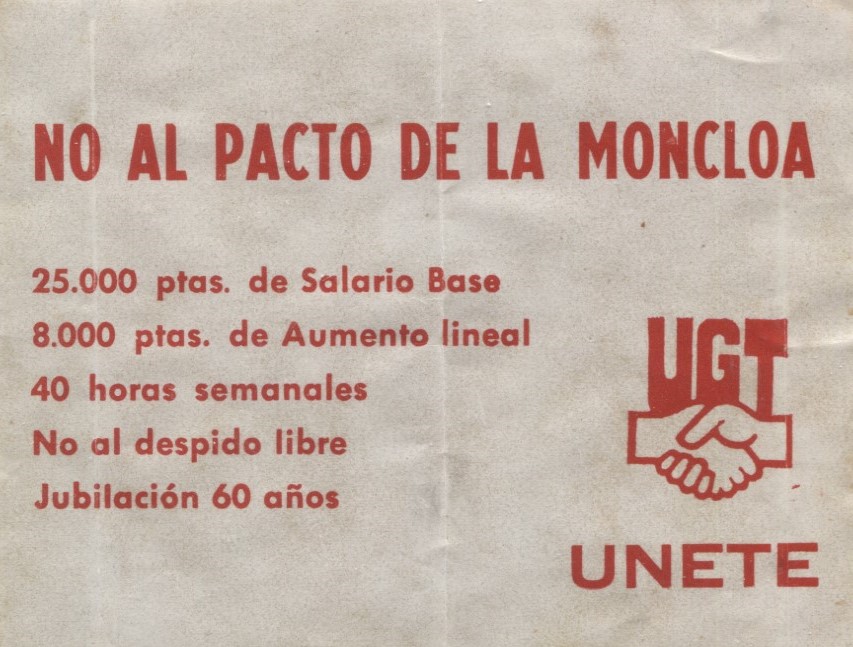 NO AL PACTO DE LA MONCLOA
25.000 ptas. de Salario Base
8.000 ptas. de Aumento lineal
40 horas semanales
No al despido libre
Jubilación 60 años
UGT
UNETE